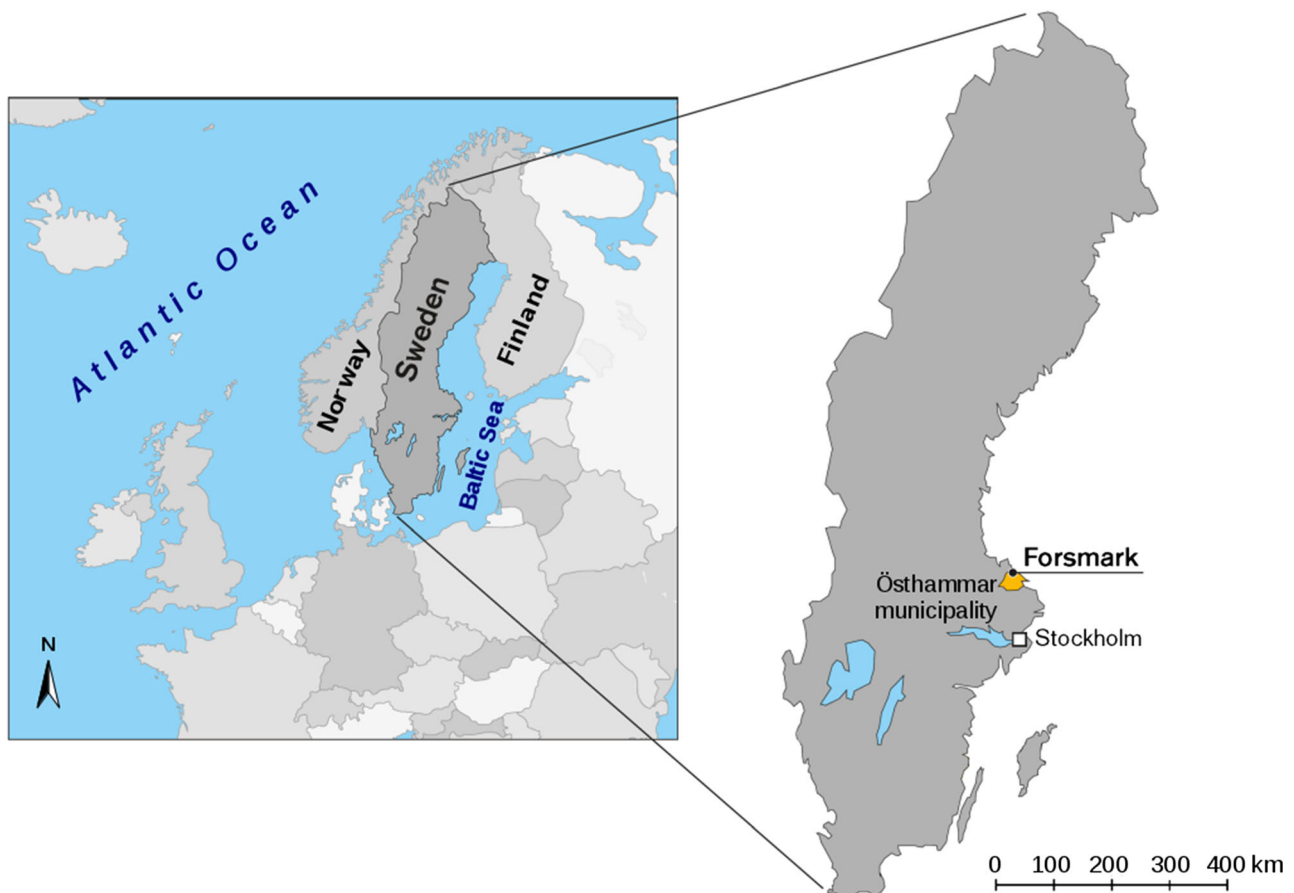 Atlantic Ocean
Norway
Sweden
Finland
Baltic Sea
N
Forsmark
Östhammar
municipality
Stockholm
0 100 200 300 400 km